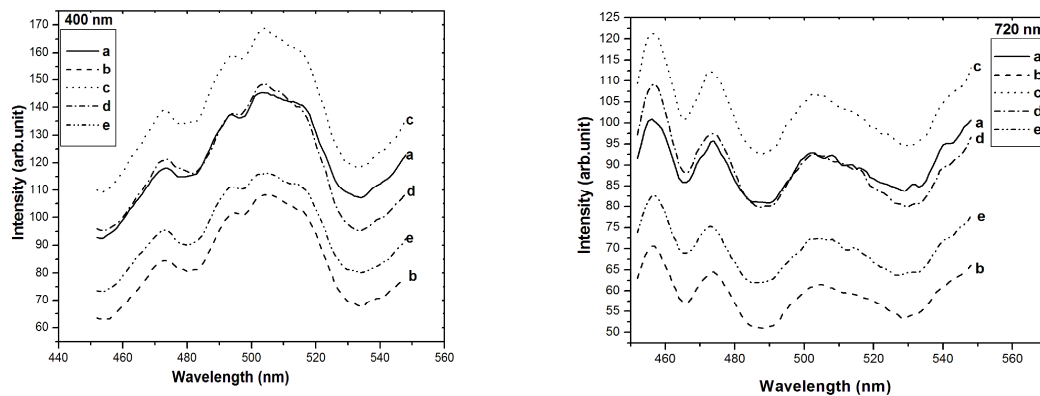 400 nm
a
b
c
d
e
170
160
150
140
130
120
110
100
90
80
70
60
Intensity (arb.unit)
c
a
d
e
b
440 460 480 500 520 540 560
Wavelength (nm)
720 nm
a
b
c
d
e
125
120
115
110
105
100
95
90
85
80
75
70
65
60
55
50
Intensity (arb.unit)
c
a
d
e
b
460 480 500 520 540 560
Wavelength (nm)